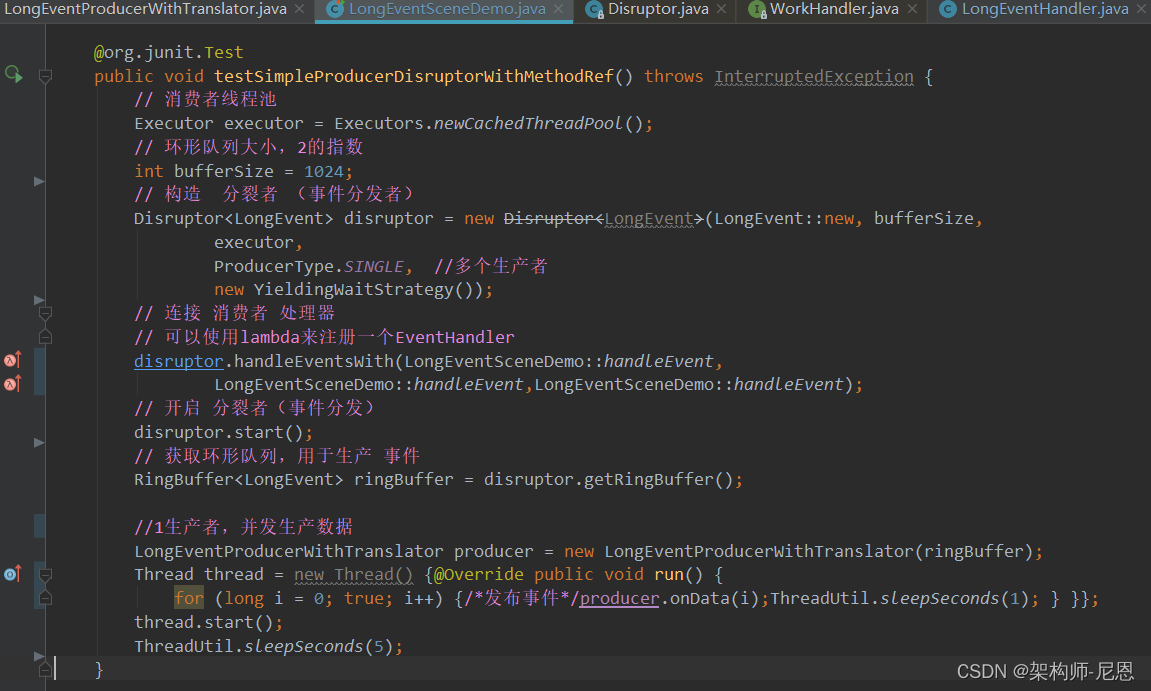 LongEventProducerWithTranslator.java × LongEventSceneDemo.java × Disruptor.java × WorkHandler.java × LongEventHandler.java ×
@org.junit.Test
public void testSimpleProducerDisruptorWithMethodRef() throws InterruptedException {
// 消费者线程池
Executor executor = Executors.newCachedThreadPool();
// 环形队列大小，2的指数
int bufferSize = 1024;
// 构造  分裂者 （事件分发者）
Disruptor<LongEvent> disruptor = new Disruptor<LongEvent>(LongEvent::new, bufferSize,
executor,
ProducerType.SINGLE,  //多个生产者
new YieldingWaitStrategy());
// 连接 消费者 处理器
// 可以使用lambda来注册一个EventHandler
disruptor.handleEventsWith(LongEventSceneDemo::handleEvent,
LongEventSceneDemo::handleEvent,LongEventSceneDemo::handleEvent);
// 开启 分裂者（事件分发）
disruptor.start();
// 获取环形队列，用于生产 事件
RingBuffer<LongEvent> ringBuffer = disruptor.getRingBuffer();
//1生产者，并发生产数据
LongEventProducerWithTranslator producer = new LongEventProducerWithTranslator(ringBuffer);
Thread thread = new Thread() {@Override public void run() {
for (long i = 0; true; i++) {/*发布事件*/producer.onData(i);ThreadUtil.sleepSeconds(1); } }};
thread.start();
ThreadUtil.sleepSeconds(5);
}
CSDN @架构师-尼恩